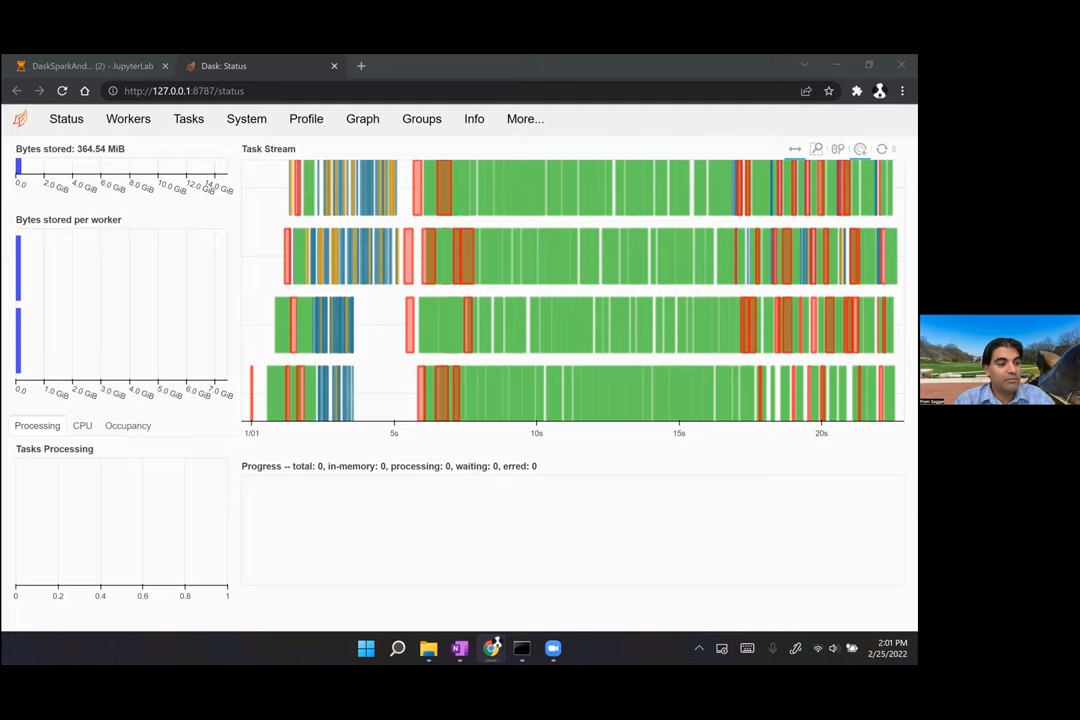 DaskSparkAnd... (2) - JupyterLab
Dask: Status
http://127.0.0.1:8787/status
Status
Workers
Tasks
System
Profile
Graph
Groups
Info
More...
Bytes stored: 364.54 MiB
0.0
2.0 GiB
4.0 GiB
6.0 GiB
8.0 GiB
10.0 GiB
12.0 GiB
14.0 GiB
Bytes stored per worker
0.0
1.0 GiB
2.0 GiB
3.0 GiB
4.0 GiB
5.0 GiB
6.0 GiB
7.0 GiB
Processing
CPU
Occupancy
Tasks Processing
0
0.2
0.4
0.6
0.8
1
Task Stream
1/01
5s
10s
15s
20s
Progress -- total: 0, in-memory: 0, processing: 0, waiting: 0, erred: 0
Prem Saggar
2:01 PM
2/25/2022